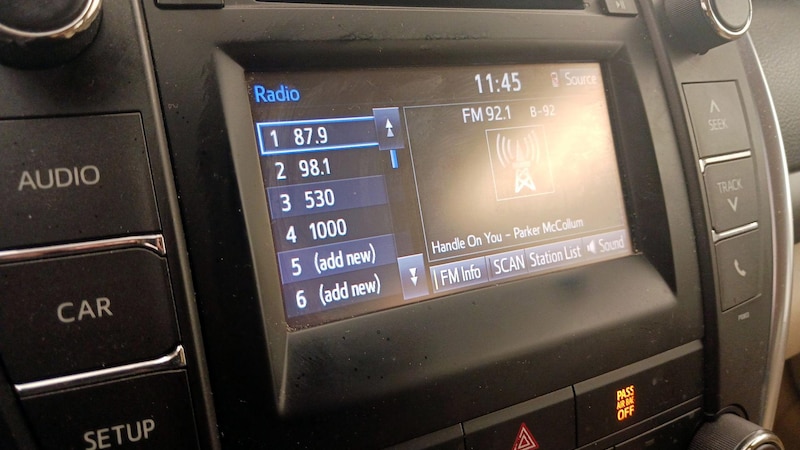 11:45
Source
Radio
FM 92.1 B-92
1 87.9
2 98.1
3 530
4 1000
5 (add new)
6 (add new)
Handle On You – Parker McCollum
FM Info
SCAN
Station List
Sound
AUDIO
CAR
SETUP
SEEK
TRACK
PASS
AIR BAG
OFF